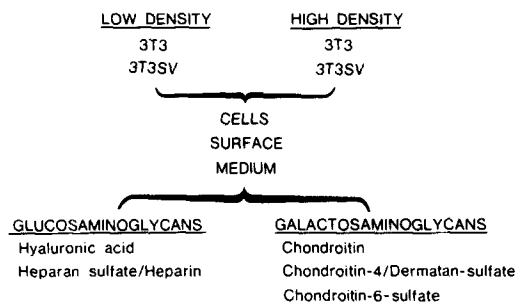 LOW DENSITY
3T3
3T3SV
HIGH DENSITY
3T3
3T3SV
CELLS
SURFACE
MEDIUM
GLUCOSAMINOGLYCANS
Hyaluronic acid
Heparan sulfate/Heparin
GALACTOSAMINOGLYCANS
Chondroitin
Chondroitin-4/Dermatan-sulfate
Chondroitin-6-sulfate